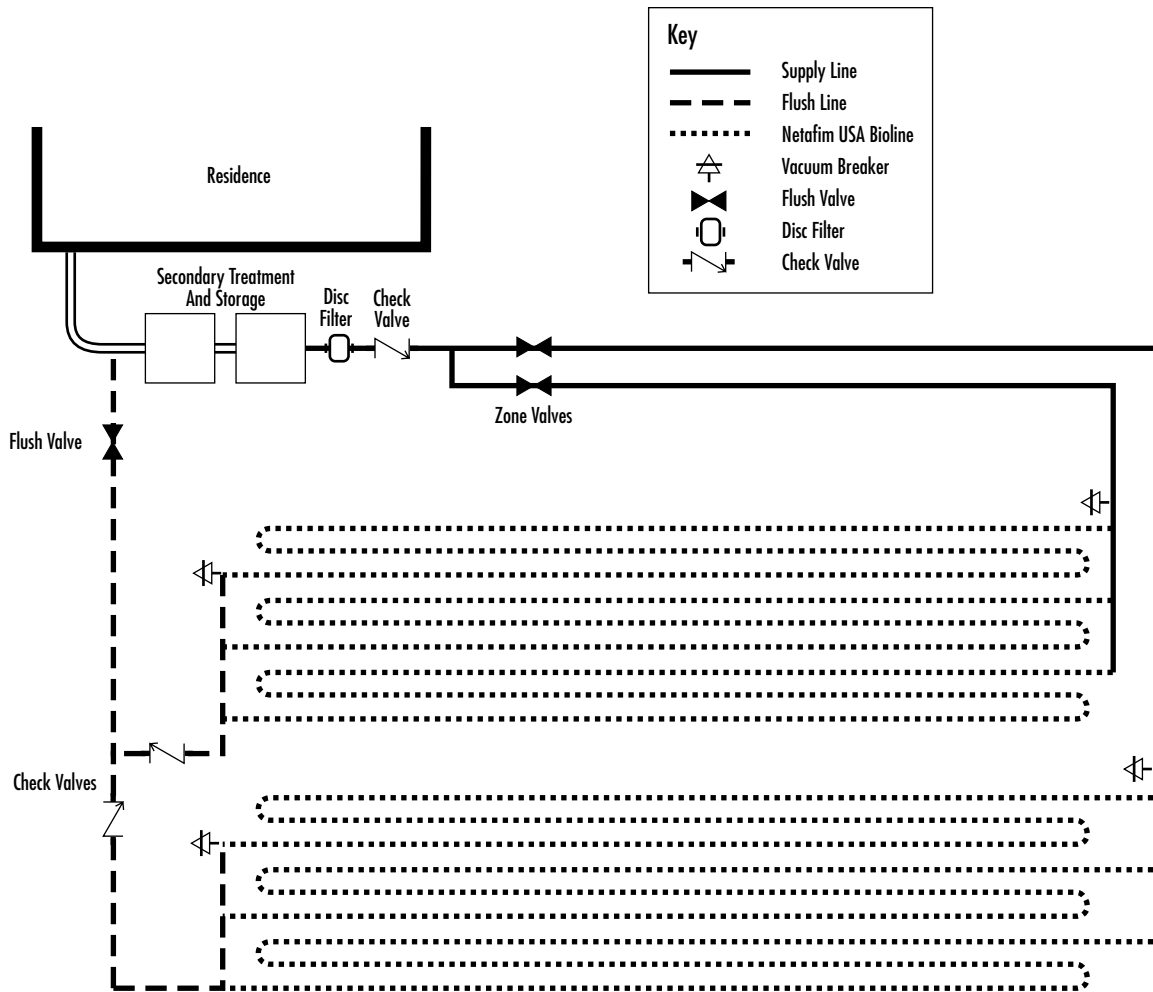 Key
Supply Line
Flush Line
Netafim USA Bioline
Vacuum Breaker
Flush Valve
Disc Filter
Check Valve
Residence
Secondary Treatment
And Storage
Disc
Filter
Check
Valve
Zone Valves
Flush Valve
Check Valves